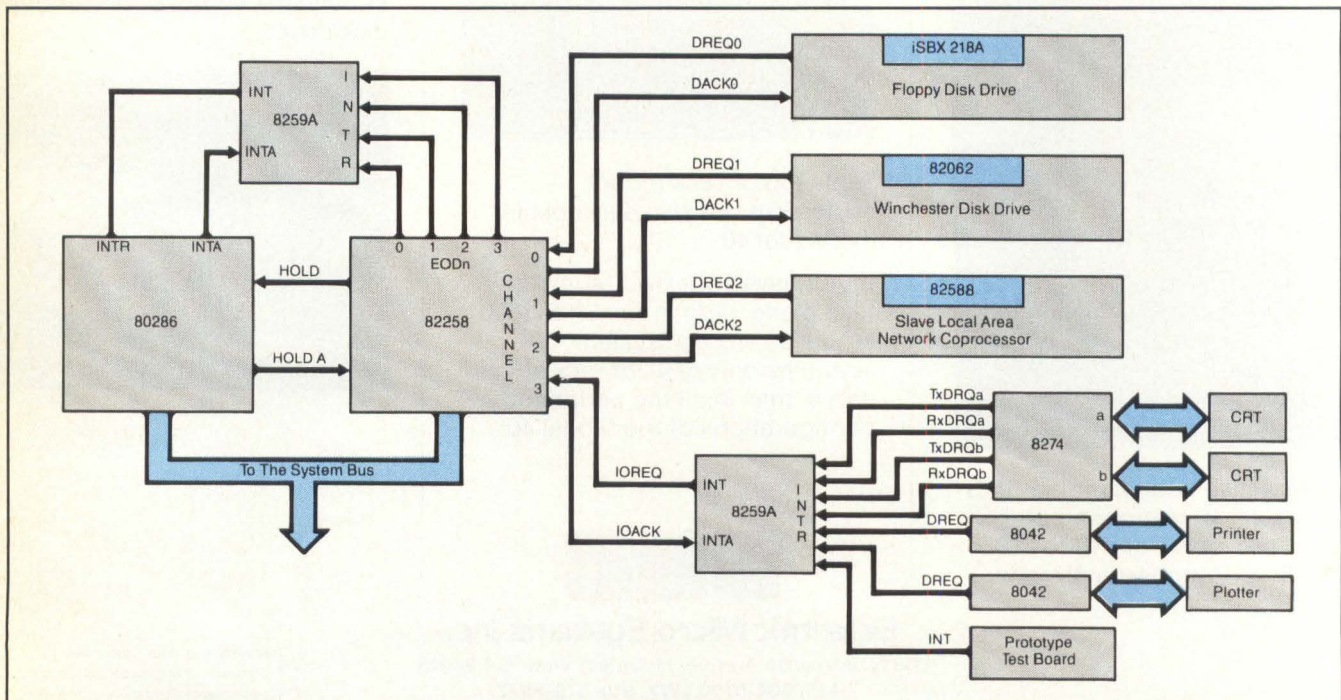 DREQ0
iSBX 218A
Floppy Disk Drive
DACK0
INT
8259A
INTA
I
N
T
R
DREQ1
82062
Winchester Disk Drive
DACK1
INTR
INTA
80286
HOLD
HOLD A
0 1 2 3
EODn
82258
CHANNEL
0
1
2
3
DREQ2
82588
Slave Local Area
Network Coprocessor
DACK2
To The System Bus
IOREQ
IOACK
INT
8259A
INTA
INTR
TxDRQa
RxDRQa
TxDRQb
RxDRQb
a
8274
b
CRT
CRT
DREQ
8042
Printer
DREQ
8042
Plotter
INT
Prototype
Test Board